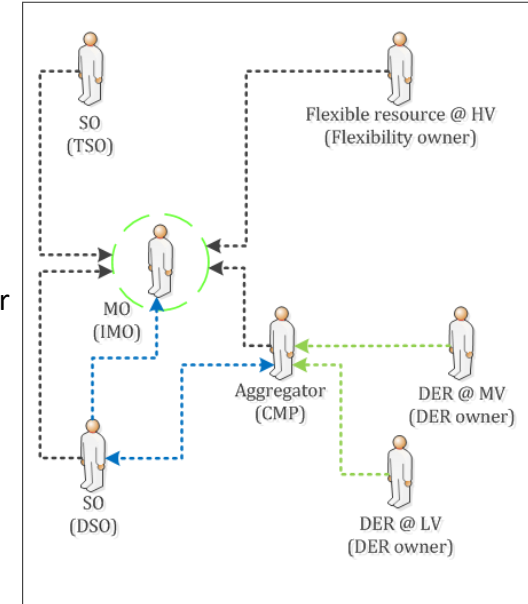 SO
(TSO)
Flexible resource @ HV
(Flexibility owner)
r
MO
(IMO)
Aggregator
(CMP)
DER @ MV
(DER owner)
SO
(DSO)
DER @ LV
(DER owner)